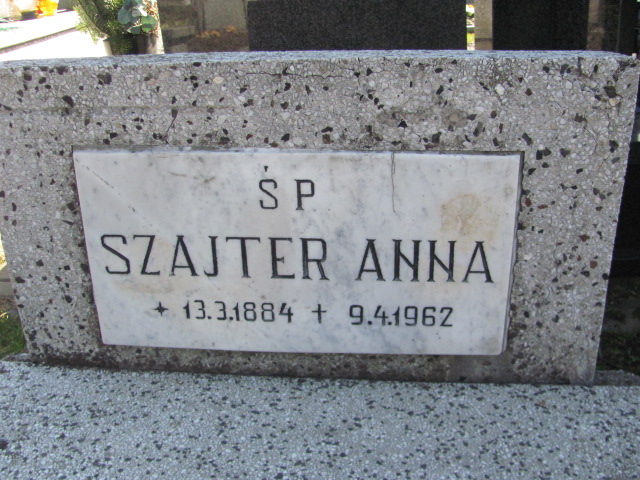 ŚP
SZAJTER ANNA
* 13.3.1884 + 9.4.1962